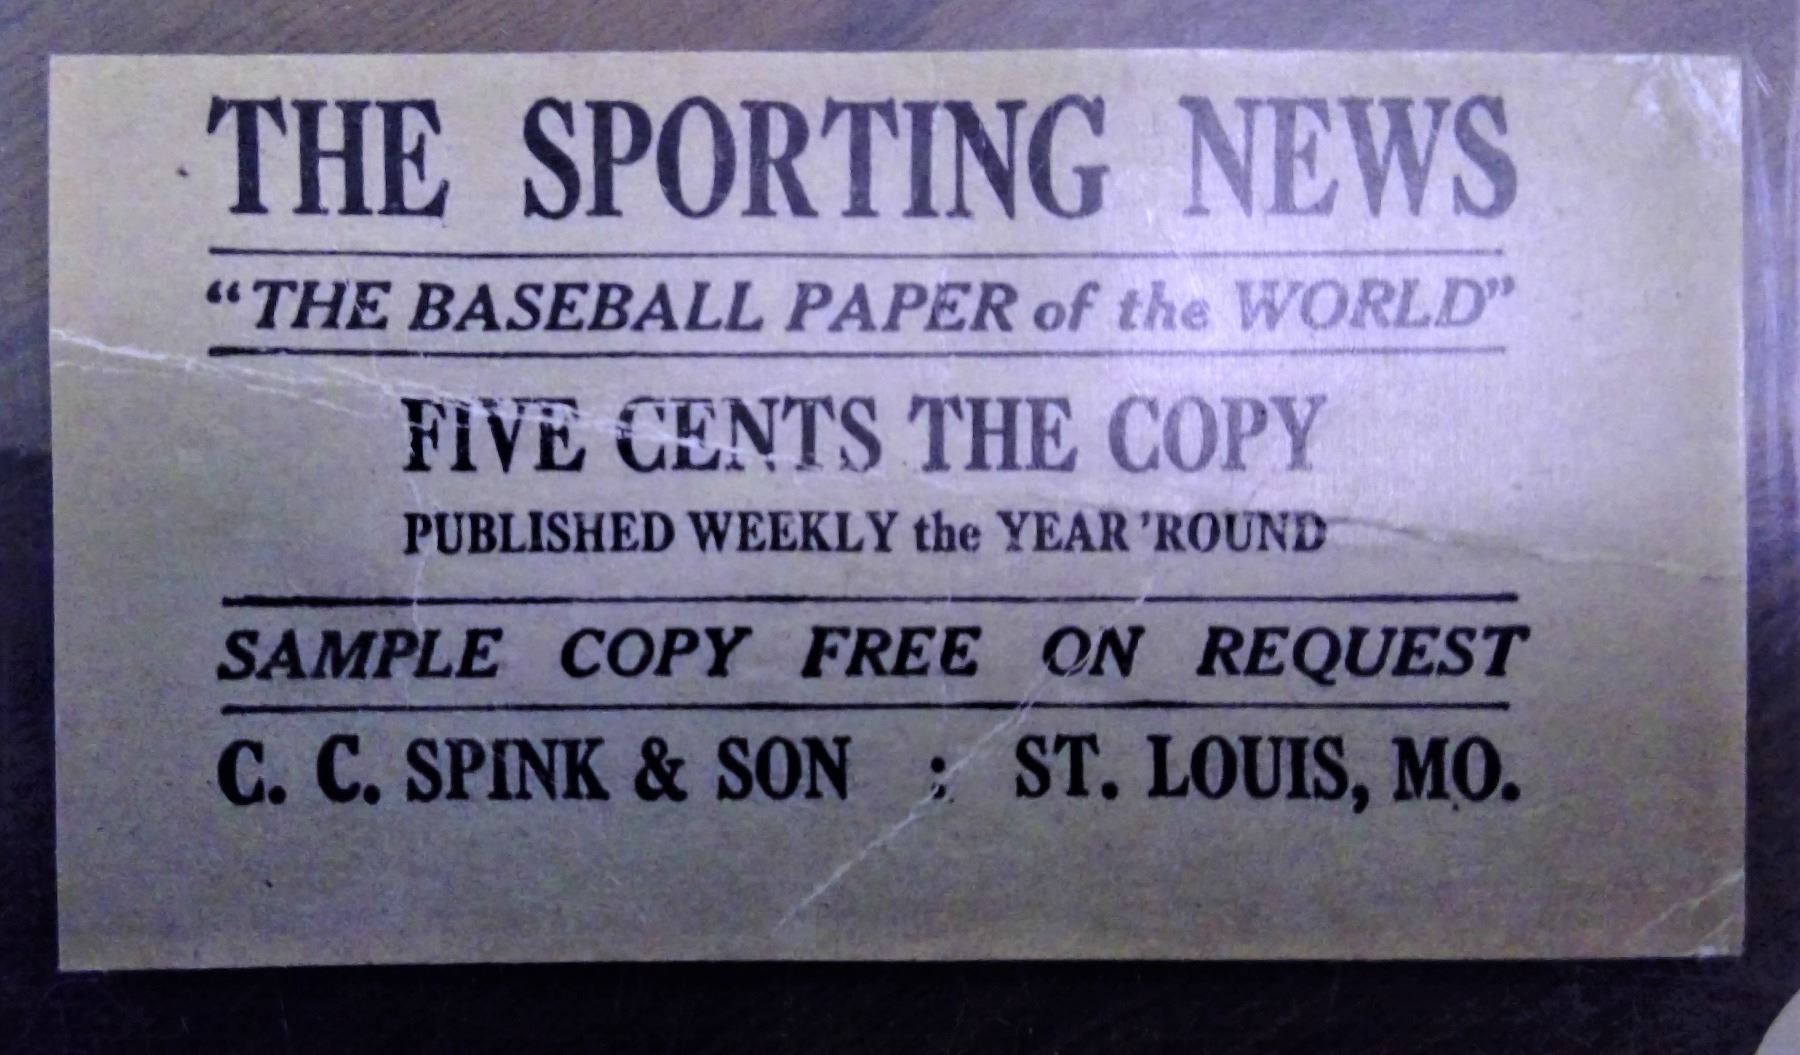 THE SPORTING NEWS
“THE BASEBALL PAPER of the WORLD”
FIVE CENTS THE COPY
PUBLISHED WEEKLY the YEAR ’ROUND
SAMPLE COPY FREE ON REQUEST
C. C. SPINK & SON : ST. LOUIS, MO.